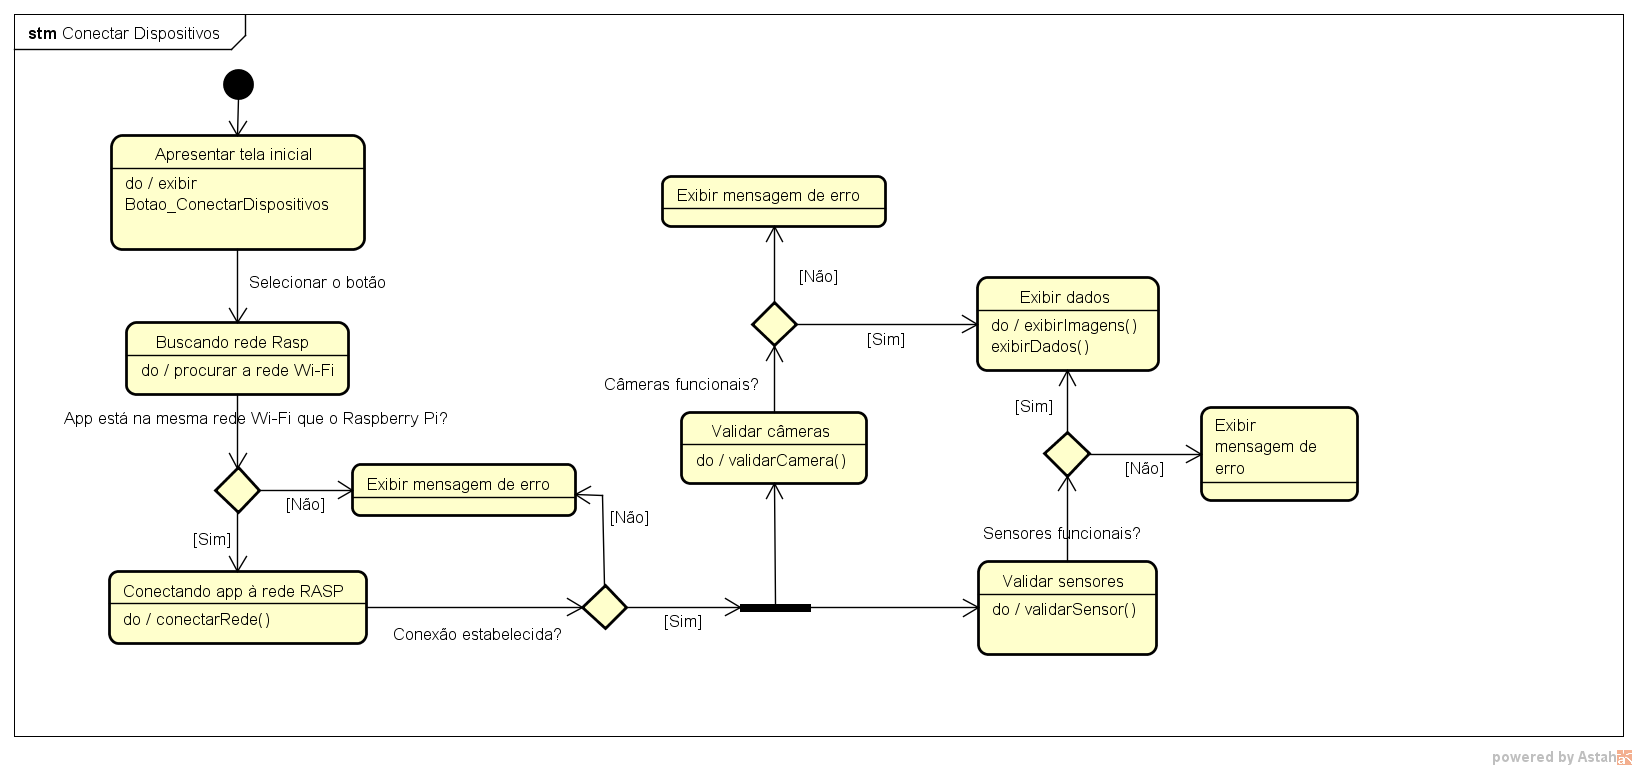 stm Conectar Dispositivos
Apresentar tela inicial
do / exibir
Botao_ConectarDispositivos
Selecionar o botão
Buscando rede Rasp
do / procurar a rede Wi-Fi
App está na mesma rede Wi-Fi que o Raspberry Pi?
[Não]
[Sim]
Exibir mensagem de erro
[Não]
Conectando app à rede RASP
do / conectarRede()
Conexão estabelecida?
[Sim]
Exibir mensagem de erro
[Não]
[Sim]
Câmeras funcionais?
Validar câmeras
do / validarCamera()
Exibir dados
do / exibirImagens()
exibirDados()
[Sim]
[Não]
Exibir
mensagem de
erro
Sensores funcionais?
Validar sensores
do / validarSensor()
powered by Astah